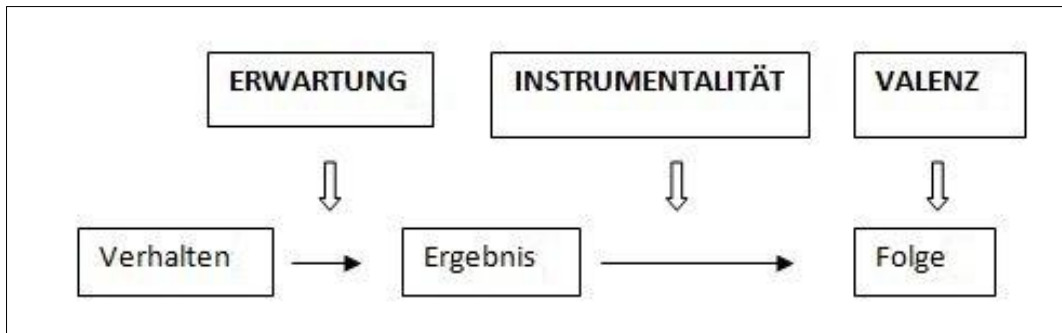 ERWARTUNG
INSTRUMENTALITÄT
VALENZ
Verhalten
Ergebnis
Folge